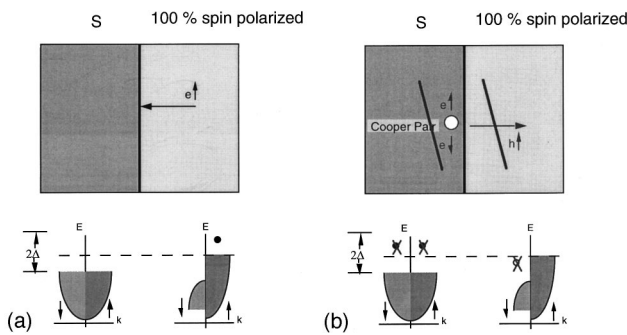 S 100 % spin polarized
e
E E
2Δ
k k
(a)
S 100 % spin polarized
e
Cooper Pair
e
h
E E
2Δ
k k
(b)